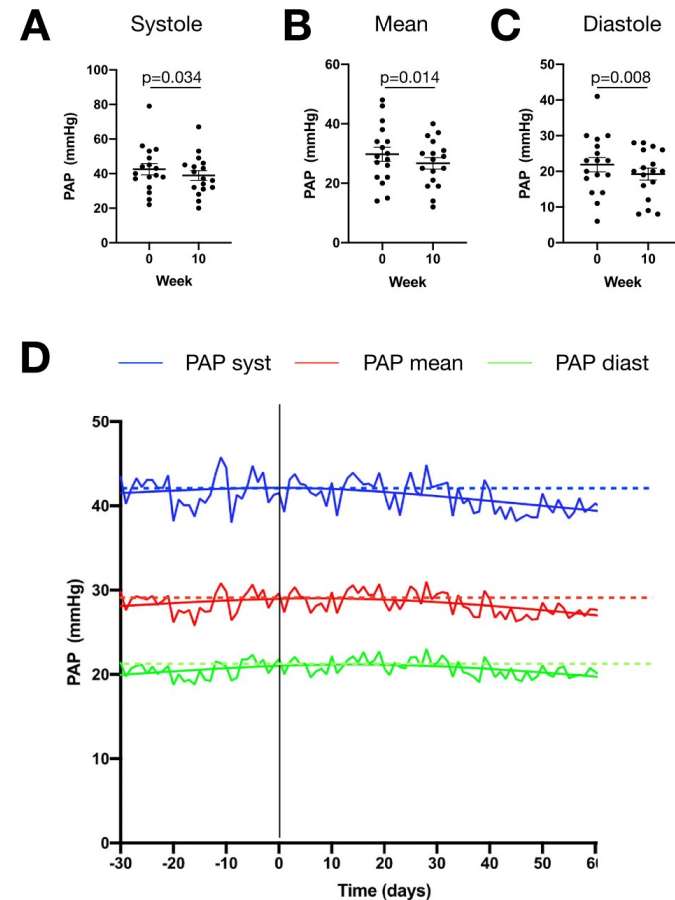 A Systole
B Mean
C Diastole
p=0.034
p=0.014
p=0.008
PAP (mmHg)
100
80
60
40
20
0
0 10
Week
PAP (mmHg)
60
40
20
0
0 10
Week
PAP (mmHg)
50
40
30
20
10
0
0 10
Week
D
PAP syst PAP mean PAP diast
PAP (mmHg)
50
40
30
20
10
0
-30 -20 -10 0 10 20 30 40 50
Time (days)